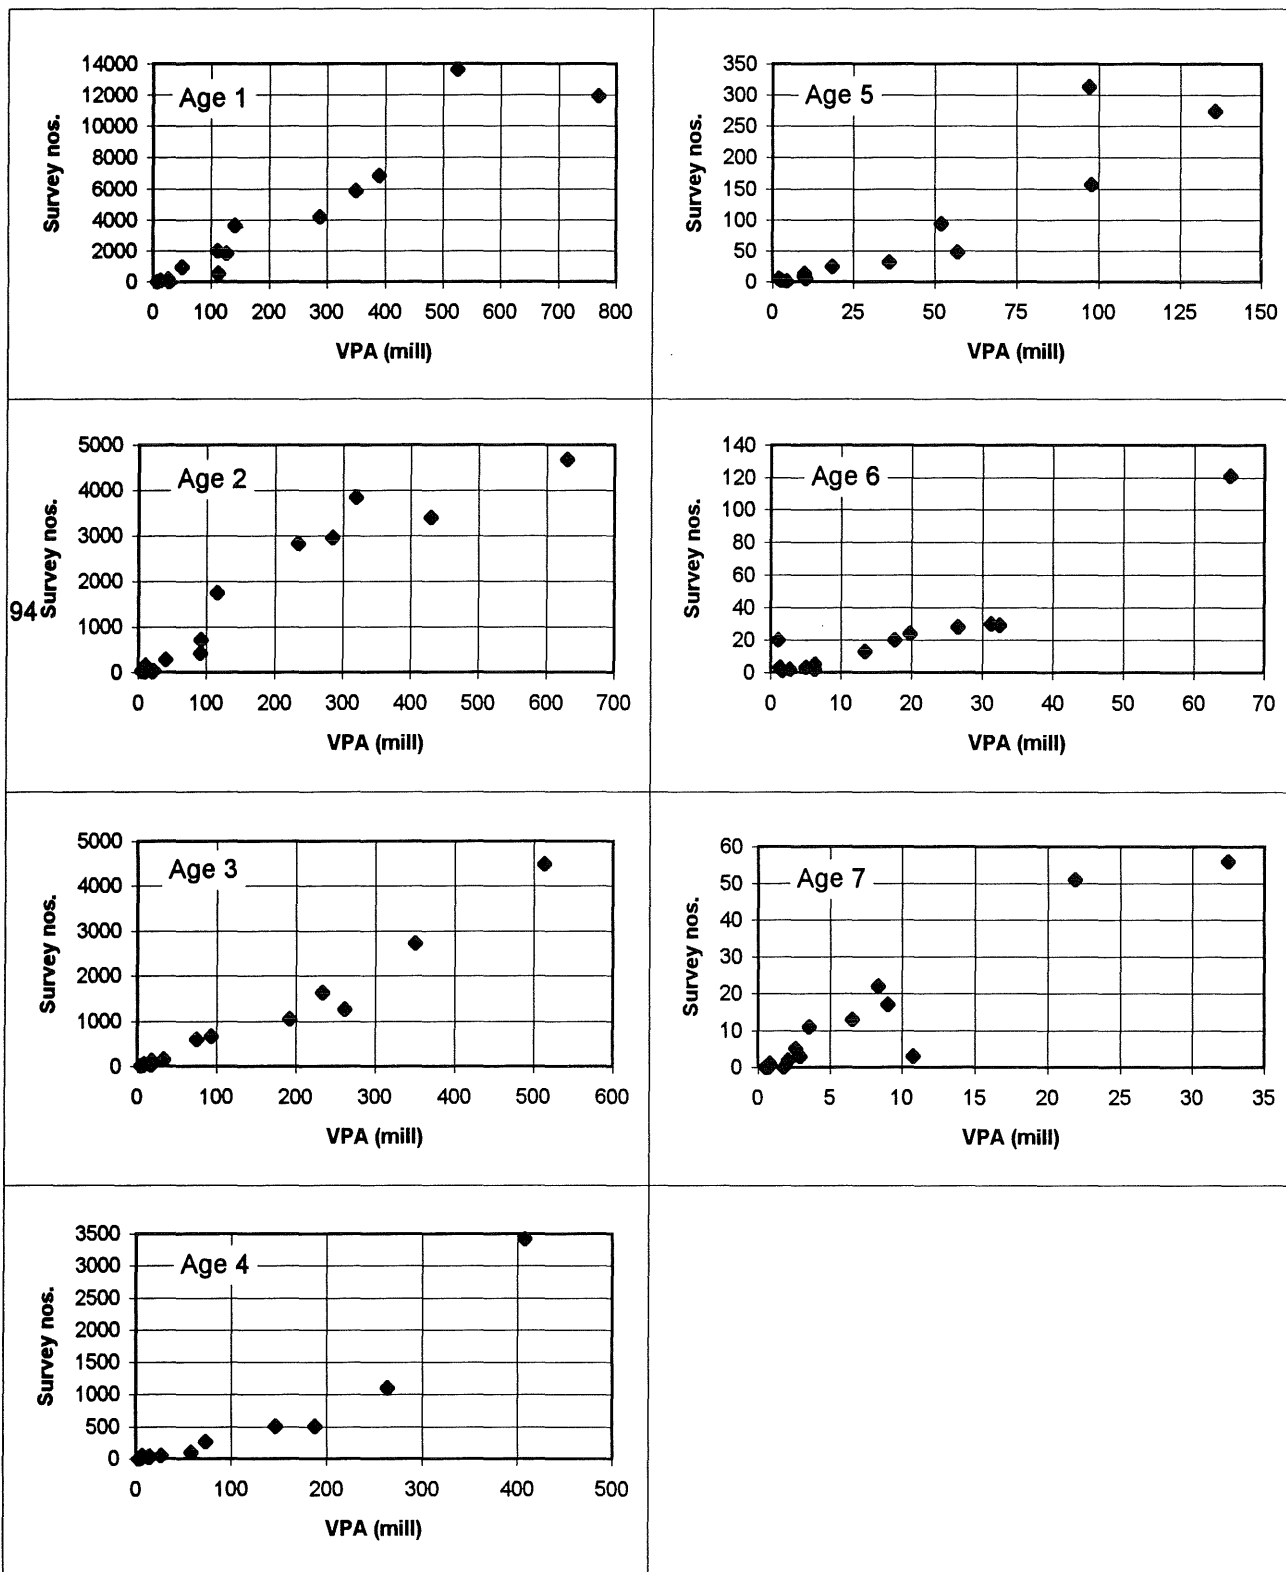 Age 1
Survey nos.
14000
12000
10000
8000
6000
4000
2000
0
0 100 200 300 400 500 600 700 800
VPA (mill)
Age 5
Survey nos.
350
300
250
200
150
100
50
0
0 25 50 75 100 125 150
VPA (mill)
Age 2
Survey nos.
5000
4000
3000
2000
1000
0
0 100 200 300 400 500 600 700
VPA (mill)
94
Age 6
Survey nos.
140
120
100
80
60
40
20
0
0 10 20 30 40 50 60 70
VPA (mill)
Age 3
Survey nos.
5000
4000
3000
2000
1000
0
0 100 200 300 400 500 600
VPA (mill)
Age 7
Survey nos.
60
50
40
30
20
10
0
0 5 10 15 20 25 30 35
VPA (mill)
Age 4
Survey nos.
3500
3000
2500
2000
1500
1000
500
0
0 100 200 300 400 500
VPA (mill)